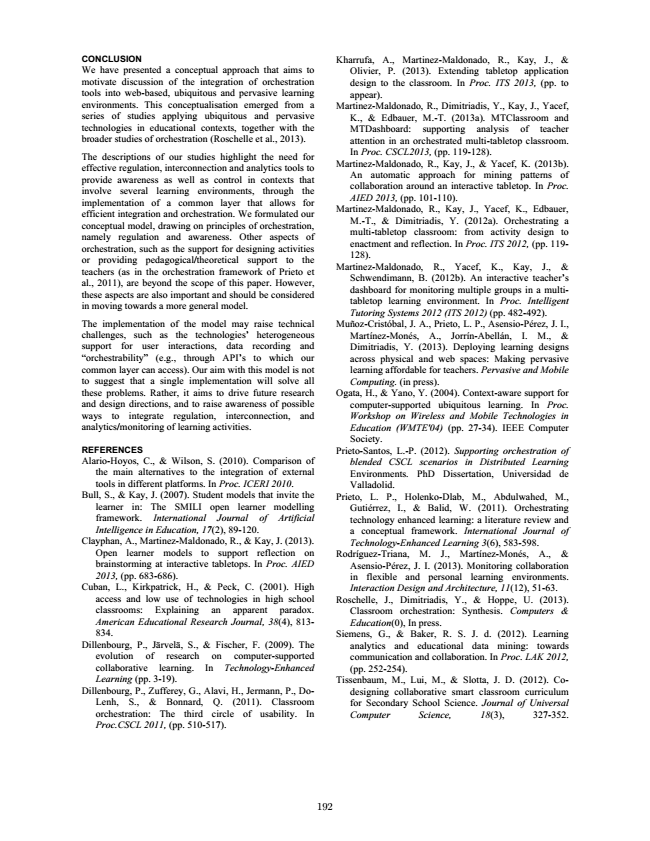 CONCLUSION
We have presented a conceptual approach that aims to
motivate discussion of the integration of orchestration
tools into web-based, ubiquitous and pervasive learning
environments. This conceptualisation emerged from a
series of studies applying ubiquitous and pervasive
technologies in educational contexts, together with the
broader studies of orchestration (Roschelle et al., 2013).
The descriptions of our studies highlight the need for
effective regulation, interconnection and analytics tools to
provide awareness as well as control in contexts that
involve several learning environments, through the
implementation of a common layer that allows for
efficient integration and orchestration. We formulated our
conceptual model, drawing on principles of orchestration,
namely regulation and awareness. Other aspects of
orchestration, such as the support for designing activities
or providing pedagogical/theoretical support to the
teachers (as in the orchestration framework of Prieto et
al., 2011), are beyond the scope of this paper. However,
these aspects are also important and should be considered
in moving towards a more general model.
The implementation of the model may raise technical
challenges, such as the technologies' heterogeneous
support for user interactions, data recording and
"orchestrability" (e.g., through API's to which our
common layer can access). Our aim with this model is not
to suggest that a single implementation will solve all
these problems. Rather, it aims to drive future research
and design directions, and to raise awareness of possible
ways to integrate regulation, interconnection, and
analytics/monitoring of learning activities.
REFERENCES
Alario-Hoyos, C., & Wilson, S. (2010). Comparison of
the main alternatives to the integration of external
tools in different platforms. In Proc. ICERI 2010.
Bull, S., & Kay, J. (2007). Student models that invite the
learner in: The SMILI open learner modelling
framework. International Journal of Artificial
Intelligence in Education, 17(2), 89-120.
Clayphan, A., Martinez-Maldonado, R., & Kay, J. (2013).
Open learner models to support reflection on
brainstorming at interactive tabletops. In Proc. AIED
2013, (pp. 683-686).
Cuban, L., Kirkpatrick, H., & Peck, C. (2001). High
access and low use of technologies in high school
classrooms: Explaining an apparent paradox.
American Educational Research Journal, 38(4), 813-
834.
Dillenbourg, P., Järvelä, S., & Fischer, F. (2009). The
evolution of research on computer-supported
collaborative learning. In Technology-Enhanced
Learning (pp. 3-19).
Dillenbourg, P., Zufferey, G., Alavi, H., Jermann, P., Do-
Lenh, S., & Bonnard, Q. (2011). Classroom
orchestration: The third circle of usability. In
Proc.CSCL 2011, (pp. 510-517).
Kharrufa, A., Martinez-Maldonado, R., Kay, J., &
Olivier, P. (2013). Extending tabletop application
design to the classroom. In Proc. ITS 2013, (pp. to
appear).
Martinez-Maldonado, R., Dimitriadis, Y., Kay, J., Yacef,
K., & Edbauer, M.-T. (2013a). MTClassroom and
MTDashboard: supporting analysis of teacher
attention in an orchestrated multi-tabletop classroom.
In Proc. CSCL2013, (pp. 119-128).
Martinez-Maldonado, R., Kay, J., & Yacef, K. (2013b).
An automatic approach for mining patterns of
collaboration around an interactive tabletop. In Proc.
AIED 2013, (pp. 101-110).
Martinez-Maldonado, R., Kay, J., Yacef, K., Edbauer,
M.-T., & Dimitriadis, Y. (2012a). Orchestrating a
multi-tabletop classroom: from activity design to
enactment and reflection. In Proc. ITS 2012, (pp. 119-
128).
Martinez-Maldonado, R., Yacef, K., Kay, J., &
Schwendimann, B. (2012b). An interactive teacher's
dashboard for monitoring multiple groups in a multi-
tabletop learning environment. In Proc. Intelligent
Tutoring Systems 2012 (ITS 2012) (pp. 482-492).
Muñoz-Cristóbal, J. A., Prieto, L. P., Asensio-Pérez, J. I.,
Martínez-Monés, A., Jorrín-Abellán, I. M., &
Dimitriadis, Y. (2013). Deploying learning designs
across physical and web spaces: Making pervasive
learning affordable for teachers. Pervasive and Mobile
Computing. (in press).
Ogata, H., & Yano, Y. (2004). Context-aware support for
computer-supported ubiquitous learning. In Proc.
Workshop on Wireless and Mobile Technologies in
Education (WMTE'04) (pp. 27-34). IEEE Computer
Society.
Prieto-Santos, L.-P. (2012). Supporting orchestration of
blended CSCL scenarios in Distributed Learning
Environments. PhD Dissertation, Universidad de
Valladolid.
Prieto, L. P., Holenko-Dlab, M., Abdulwahed, M.,
Gutiérrez, I., & Balid, W. (2011). Orchestrating
technology enhanced learning: a literature review and
a conceptual framework. International Journal of
Technology-Enhanced Learning 3(6), 583-598.
Rodríguez-Triana, M. J., Martínez-Monés, A., &
Asensio-Pérez, J. I. (2013). Monitoring collaboration
in flexible and personal learning environments.
Interaction Design and Architecture, 11(12), 51-63.
Roschelle, J., Dimitriadis, Y., & Hoppe, U. (2013).
Classroom orchestration: Synthesis. Computers &
Education(0), In press.
Siemens, G., & Baker, R. S. J. d. (2012). Learning
analytics and educational data mining: towards
communication and collaboration. In Proc. LAK 2012,
(pp. 252-254).
Tissenbaum, M., Lui, M., & Slotta, J. D. (2012). Co-
designing collaborative smart classroom curriculum
for Secondary School Science. Journal of Universal
Computer Science, 18(3), 327-352.
192